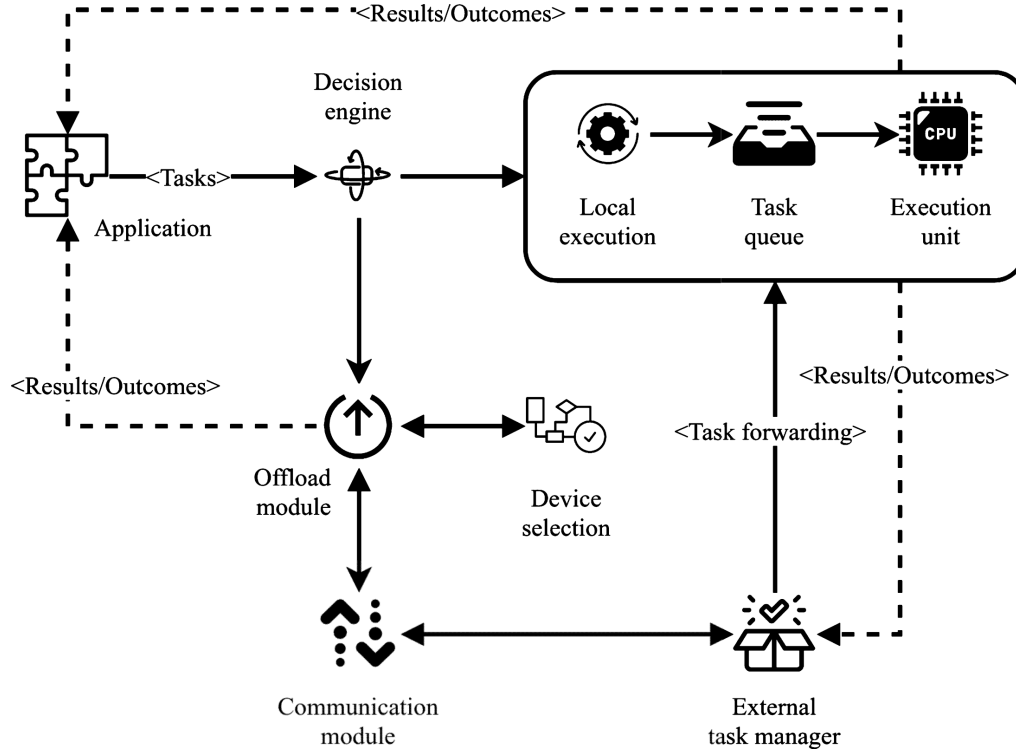 <Results/Outcomes>
Decision
engine
CPU
<Tasks>
Application
Local
execution
Task
queue
Execution
unit
<Results/Outcomes>
<Results/Outcomes>
<Task forwarding>
Offload
module
Device
selection
Communication
module
External
task manager